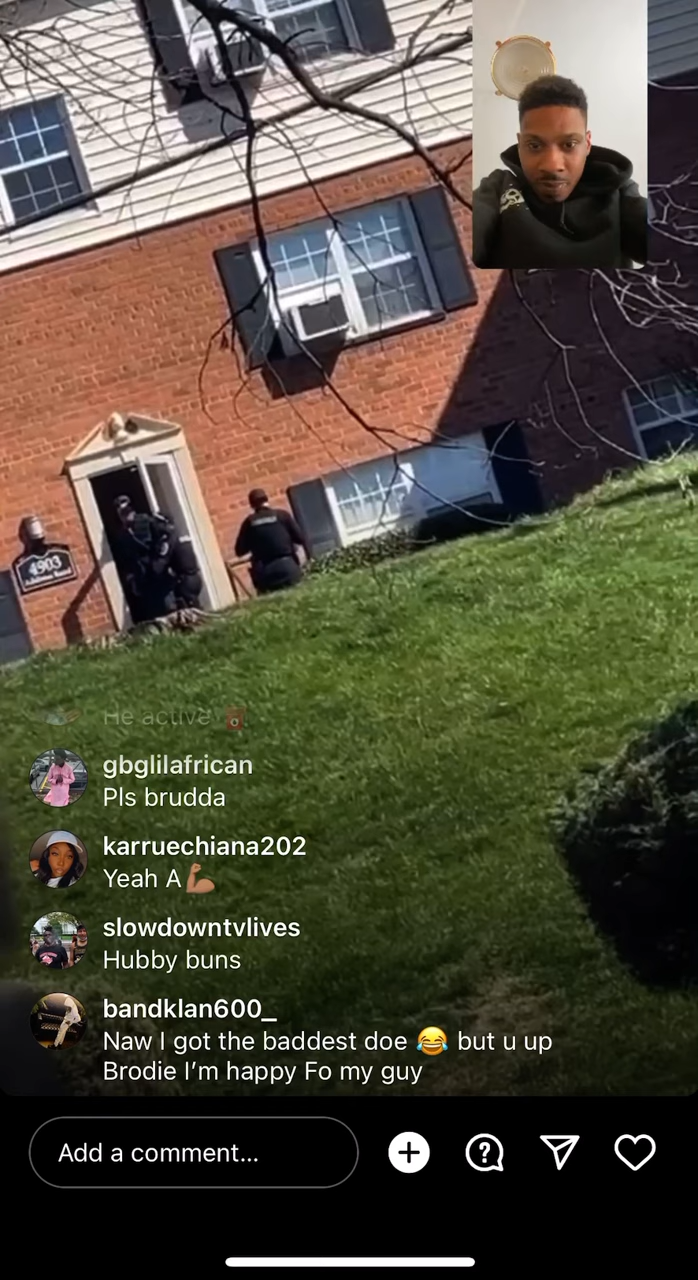 4903
He active
gbglilafrican
Pls brudda
karruechiana202
Yeah A💪🏽
slowdowntvlives
Hubby buns
bandklan600_
Naw I got the baddest doe 😂 but u up
Brodie I’m happy Fo my guy
Add a comment...